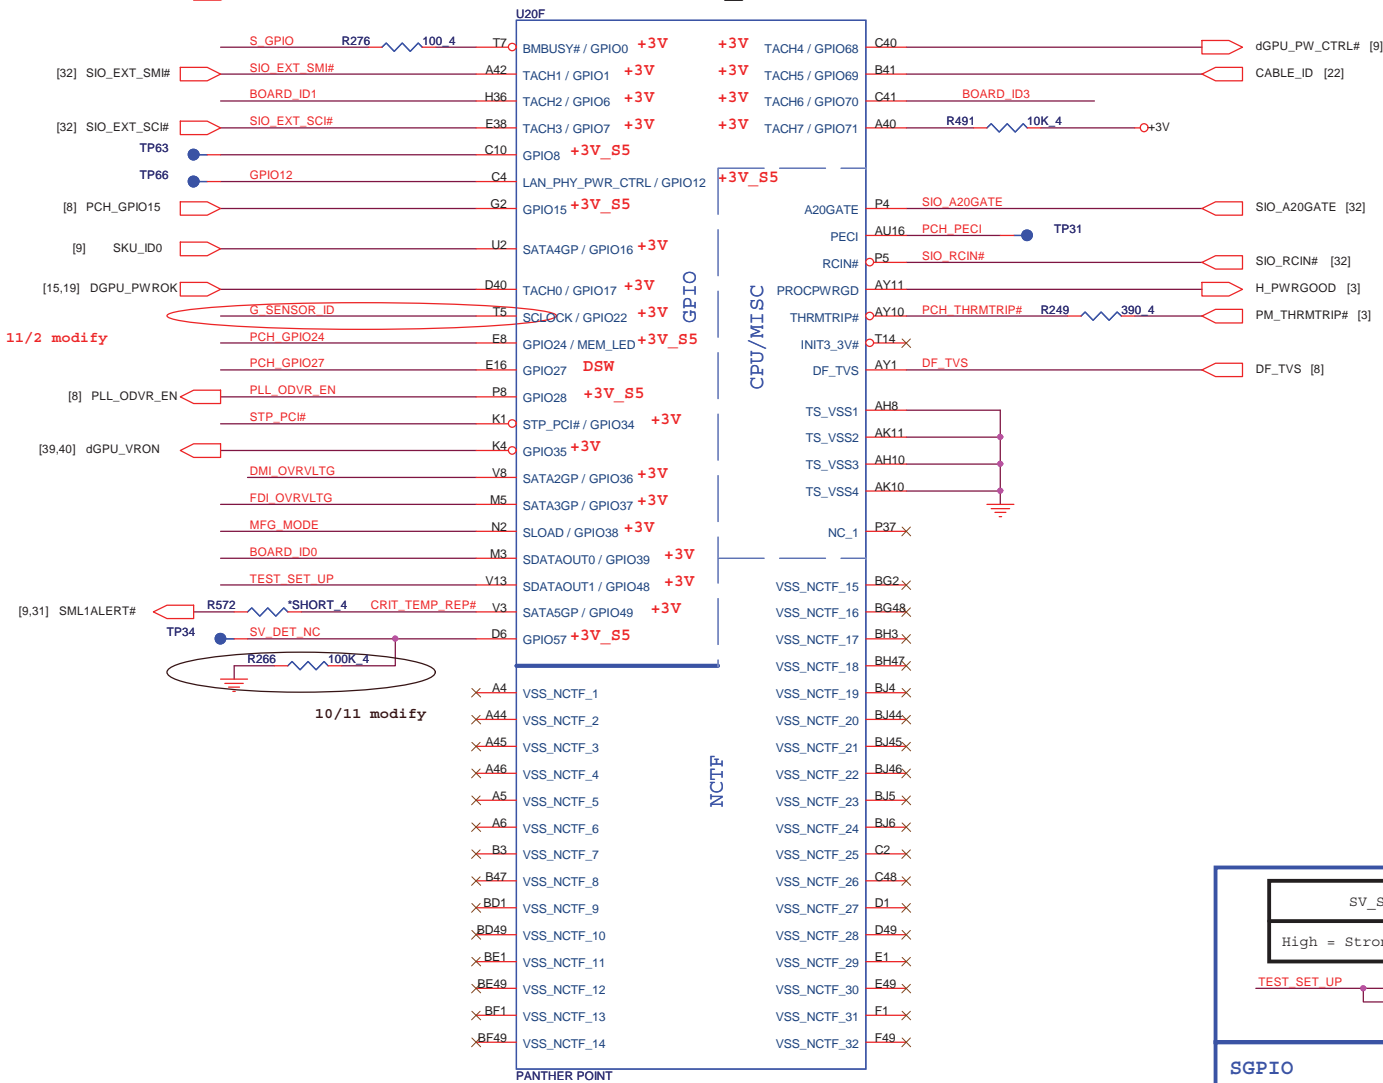 U20F
S_GPIO R276 100_4 T7 BMBUSY# / GPIO0 +3V +3V TACH4 / GPIO68 C40 dGPU_PW_CTRL# [9]
[32] SIO_EXT_SMI# SIO_EXT_SMI# A42 TACH1 / GPIO1 +3V +3V TACH5 / GPIO69 B41 CABLE_ID [22]
BOARD_ID1 H36 TACH2 / GPIO6 +3V +3V TACH6 / GPIO70 C41 BOARD_ID3
[32] SIO_EXT_SCI# SIO_EXT_SCI# E38 TACH3 / GPIO7 +3V +3V TACH7 / GPIO71 A40 R491 10K_4 +3V
TP63 C10 GPIO8 +3V_S5
TP66 GPIO12 C4 LAN_PHY_PWR_CTRL / GPIO12 +3V_S5
[8] PCH_GPIO15 G2 GPIO15 +3V_S5 A20GATE P4 SIO_A20GATE SIO_A20GATE [32]
PECI AU16 PCH_PECI TP31
[9] SKU_ID0 U2 SATA4GP / GPIO16 +3V
RCIN# P5 SIO_RCIN# SIO_RCIN# [32]
[15,19] DGPU_PWROK D40 TACH0 / GPIO17 +3V PROCPWRGD AY11 H_PWRGOOD [3]
G_SENSOR_ID T5 SCLOCK / GPIO22 +3V THRMTRIP# AY10 PCH_THRMTRIP# R249 390_4 PM_THRMTRIP# [3]
GPIO
CPU/MISC
11/2 modify
PCH_GPIO24 E8 GPIO24 / MEM_LED +3V_S5 INIT3_3V# T14
PCH_GPIO27 E16 GPIO27 DSW DF_TVS AY1 DF_TVS DF_TVS [8]
[8] PLL_ODVR_EN PLL_ODVR_EN P8 GPIO28 +3V_S5
STP_PCI# K1 STP_PCI# / GPIO34 +3V TS_VSS1 AH8
[39,40] dGPU_VRON K4 GPIO35 +3V TS_VSS2 AK11
TS_VSS3 AH10
DMI_OVRVLTG V8 SATA2GP / GPIO36 +3V
TS_VSS4 AK10
FDI_OVRVLTG M5 SATA3GP / GPIO37 +3V
MFG_MODE N2 SLOAD / GPIO38 +3V NC_1 P37
BOARD_ID0 M3 SDATAOUT0 / GPIO39 +3V
TEST_SET_UP V13 SDATAOUT1 / GPIO48 +3V VSS_NCTF_15 BG2
[9,31] SML1ALERT# R572 *SHORT_4 CRIT_TEMP_REP# V3 SATA5GP / GPIO49 +3V VSS_NCTF_16 BG48
TP34 SV_DET_NC D6 GPIO57 +3V_S5 VSS_NCTF_17 BH3
R266 100K_4 VSS_NCTF_18 BH47
A4 VSS_NCTF_1 VSS_NCTF_19 BJ4
10/11 modify
A44 VSS_NCTF_2 VSS_NCTF_20 BJ44
A45 VSS_NCTF_3 VSS_NCTF_21 BJ45
A46 VSS_NCTF_4 VSS_NCTF_22 BJ46
NCTF
A5 VSS_NCTF_5 VSS_NCTF_23 BJ5
A6 VSS_NCTF_6 VSS_NCTF_24 BJ6
B3 VSS_NCTF_7 VSS_NCTF_25 C2
B47 VSS_NCTF_8 VSS_NCTF_26 C48
BD1 VSS_NCTF_9 VSS_NCTF_27 D1
BD49 VSS_NCTF_10 VSS_NCTF_28 D49
BE1 VSS_NCTF_11 VSS_NCTF_29 E1
BE49 VSS_NCTF_12 VSS_NCTF_30 E49
BF1 VSS_NCTF_13 VSS_NCTF_31 F1
BF49 VSS_NCTF_14 VSS_NCTF_32 F49
PANTHER POINT
SV_S
High = Stron
TEST_SET_UP
SGPIO